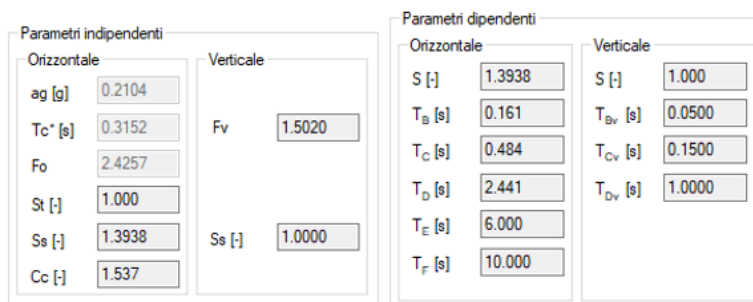 Parametri indipendenti
Orizzontale
ag [g] 0.2104
Tc* [s] 0.3152
Fo 2.4257
St [-] 1.000
Ss [-] 1.3938
Cc [-] 1.537
Verticale
Fv 1.5020
Ss [-] 1.0000
Parametri dipendenti
Orizzontale
S [-] 1.3938
TB [s] 0.161
TC [s] 0.484
TD [s] 2.441
TE [s] 6.000
TF [s] 10.000
Verticale
S [-] 1.000
TBv [s] 0.0500
TCv [s] 0.1500
TDv [s] 1.0000